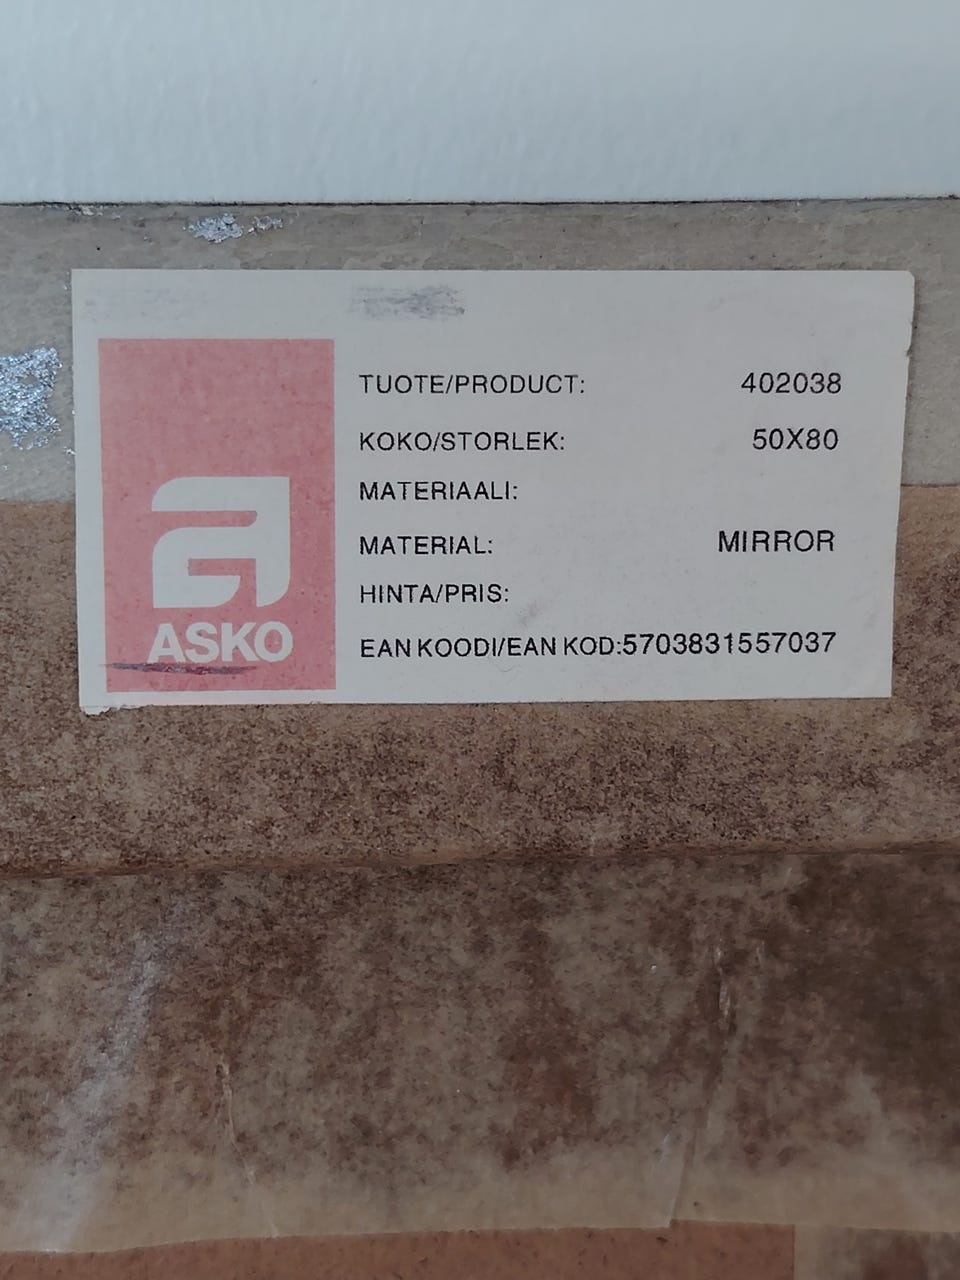 TUOTE/PRODUCT: 402038
KOKO/STORLEK: 50X80
MATERIAALI:
MATERIAL: MIRROR
HINTA/PRIS:
EAN KOODI/EAN KOD:5703831557037
a
ASKO